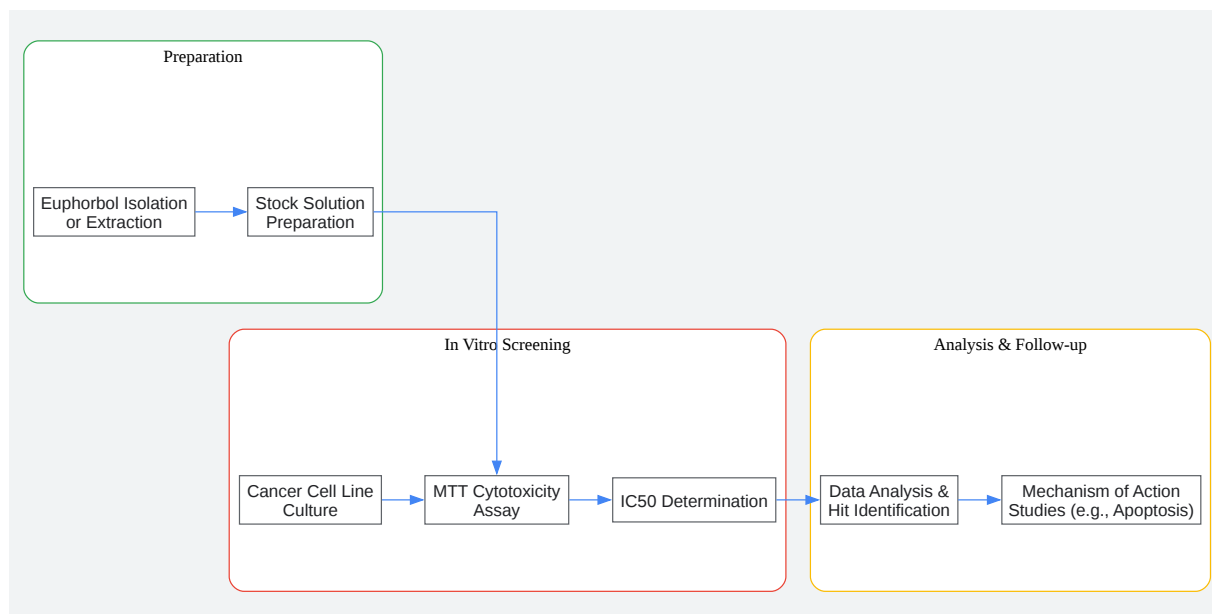 Preparation
Euphorbol Isolation
or Extraction
Stock Solution
Preparation
In Vitro Screening
Cancer Cell Line
Culture
MTT Cytotoxicity
Assay
IC50 Determination
Analysis & Follow-up
Data Analysis &
Hit Identification
Mechanism of Action
Studies (e.g., Apoptosis)